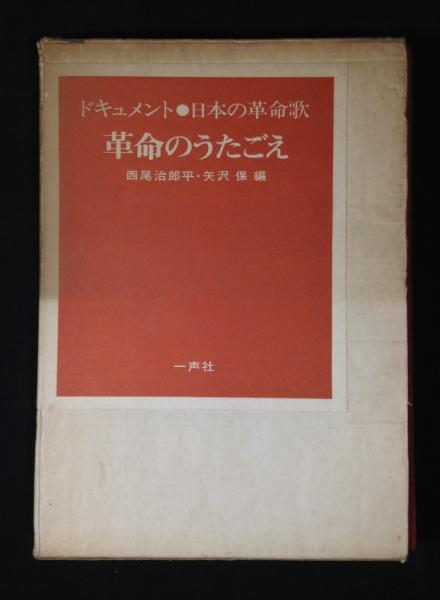 ドキュメント●日本の革命歌
革命のうたごえ
西尾治郎平・矢沢 保 編
一声社